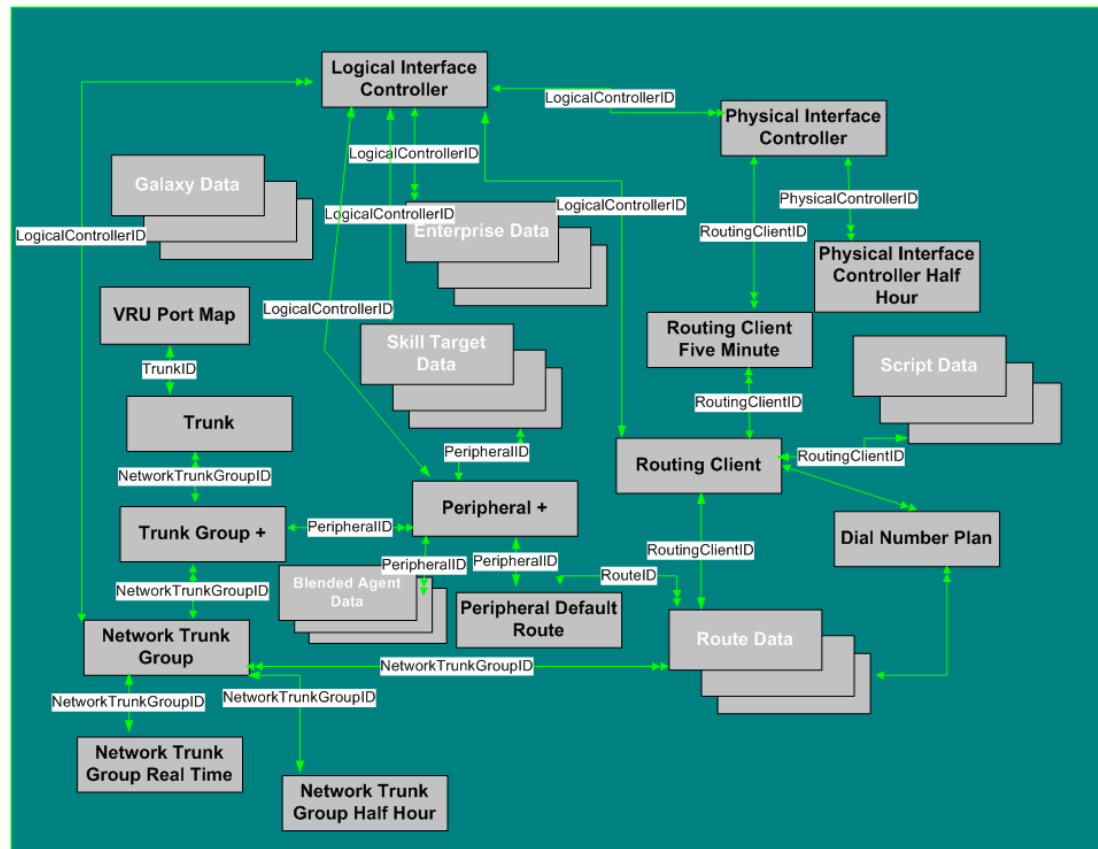 Logical Interface
Controller
LogicalControllerID
Physical Interface
Controller
LogicalControllerID
Galaxy Data
PhysicalControllerID
LogicalControllerID
LogicalControllerID
LogicalControllerID
Enterprise Data
RoutingClientID
Physical Interface
Controller Half
Hour
VRU Port Map
LogicalControllerID
Skill Target
Data
Routing Client
Five Minute
Script Data
TrunkID
Trunk
RoutingClientID
PeripheralID
RoutingClientID
Routing Client
NetworkTrunkGroupID
Peripheral +
Trunk Group +
PeripheralID
Dial Number Plan
PeripheralID
PeripheralID
RoutingClientID
NetworkTrunkGroupID
Blended Agent
Data
RouteID
Peripheral Default
Route
Network Trunk
Group
Route Data
NetworkTrunkGroupID
NetworkTrunkGroupID
NetworkTrunkGroupID
Network Trunk
Group Real Time
Network Trunk
Group Half Hour